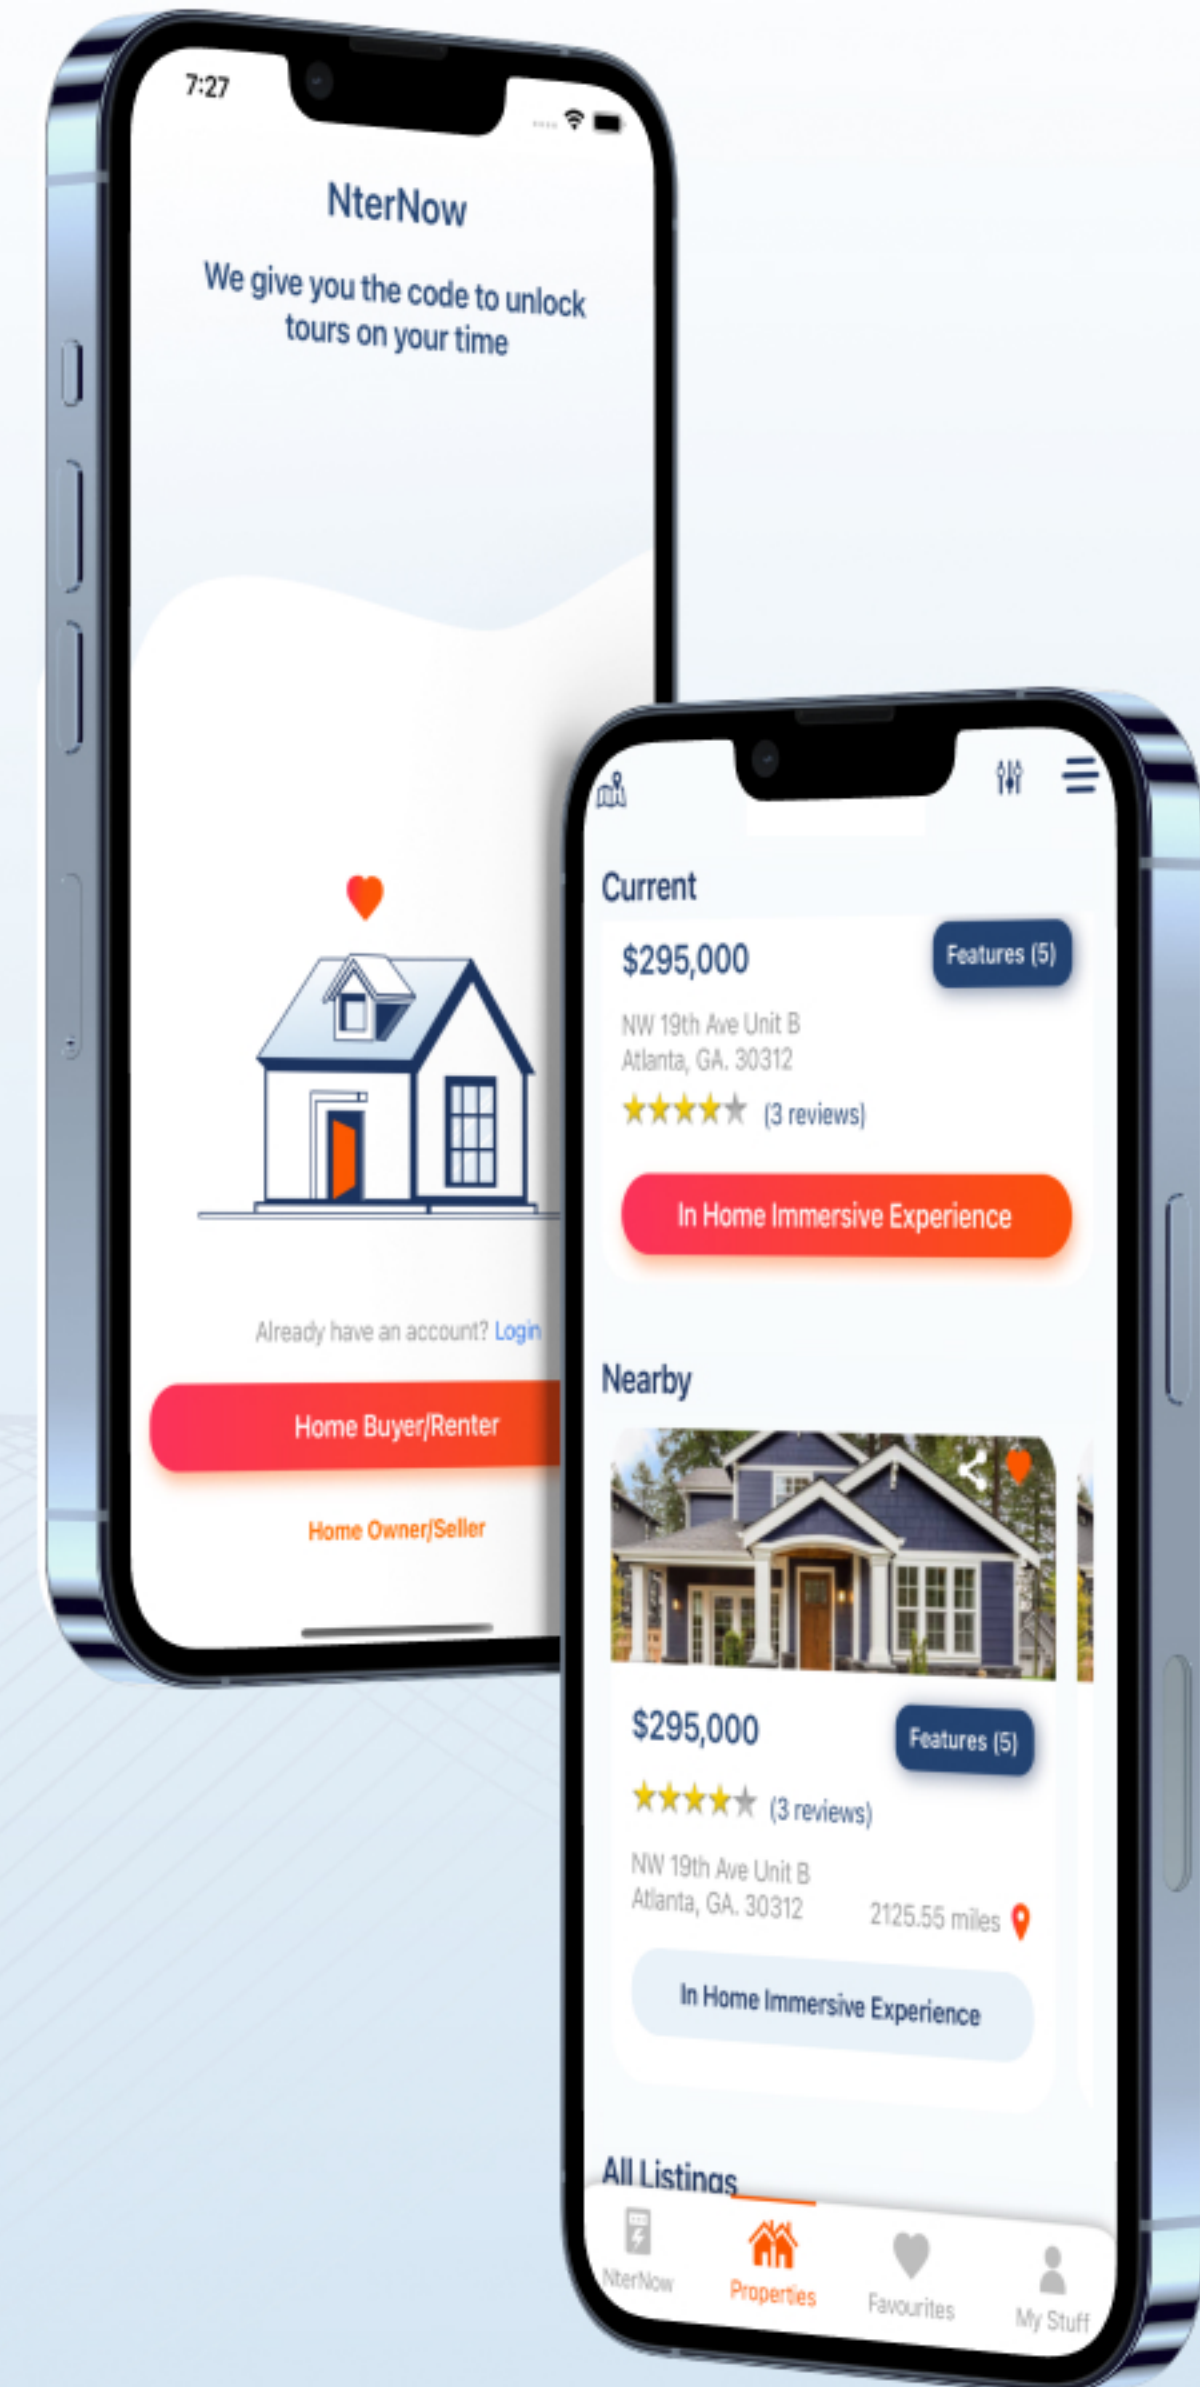 7:27
NterNow
We give you the code to unlock
tours on your time
Already have an account? Login
Home Buyer/Renter
Home Owner/Seller
Current
$295,000
Features (5)
NW 19th Ave Unit B
Atlanta, GA. 30312
(3 reviews)
In Home Immersive Experience
Nearby
$295,000
Features (5)
(3 reviews)
NW 19th Ave Unit B
Atlanta, GA. 30312
2125.55 miles
In Home Immersive Experience
All Listings
NterNow
Properties
Favourites
My Stuff